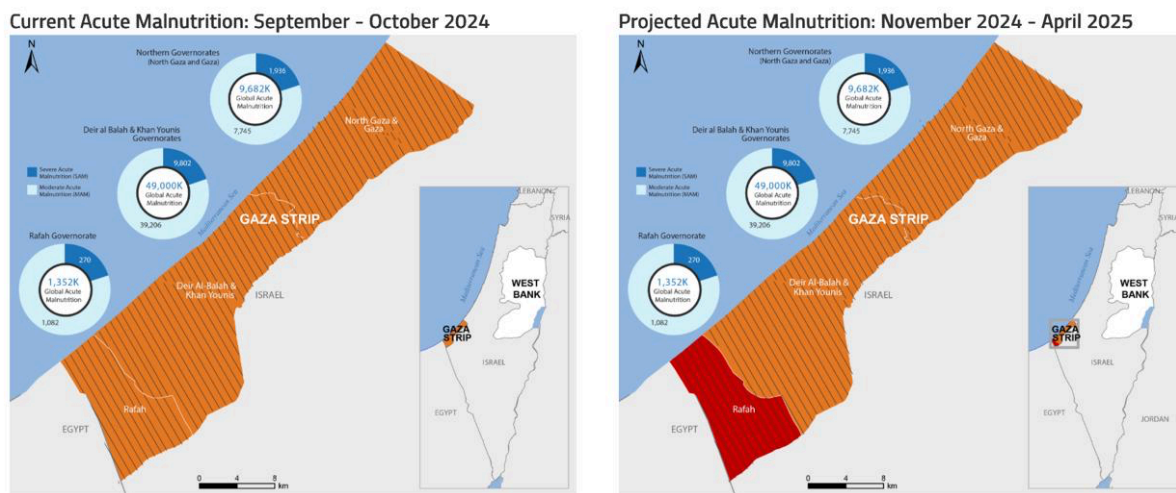 Current Acute Malnutrition: September - October 2024
N
Northern Governorates
(North Gaza and Gaza)
1,936
9,682K
Global Acute
Malnutrition
7,745
Deir al Balah & Khan Younis
Governorates
9,802
49,000K
Global Acute
Malnutrition
39,206
Severe Acute
Malnutrition (SAM)
Moderate Acute
Malnutrition (MAM)
Rafah Governorate
270
1,352K
Global Acute
Malnutrition
1,082
North Gaza &
Gaza
Mediterranean Sea
GAZA STRIP
Deir Al-Balah &
Khan Younis
ISRAEL
Rafah
EGYPT
0 4 8
km
LEBANON
SYRIA
Mediterranean Sea
WEST
BANK
GAZA
STRIP
ISRAEL
EGYPT
JORDAN
Projected Acute Malnutrition: November 2024 - April 2025
N
Northern Governorates
(North Gaza and Gaza)
1,936
9,682K
Global Acute
Malnutrition
7,745
Deir al Balah & Khan Younis
Governorates
9,802
49,000K
Global Acute
Malnutrition
39,206
Severe Acute
Malnutrition (SAM)
Moderate Acute
Malnutrition (MAM)
Rafah Governorate
270
1,352K
Global Acute
Malnutrition
1,082
North Gaza &
Gaza
Mediterranean Sea
GAZA STRIP
Deir Al-Balah &
Khan Younis
ISRAEL
Rafah
EGYPT
0 4 8
km
LEBANON
SYRIA
Mediterranean Sea
WEST
BANK
GAZA
STRIP
ISRAEL
EGYPT
JORDAN